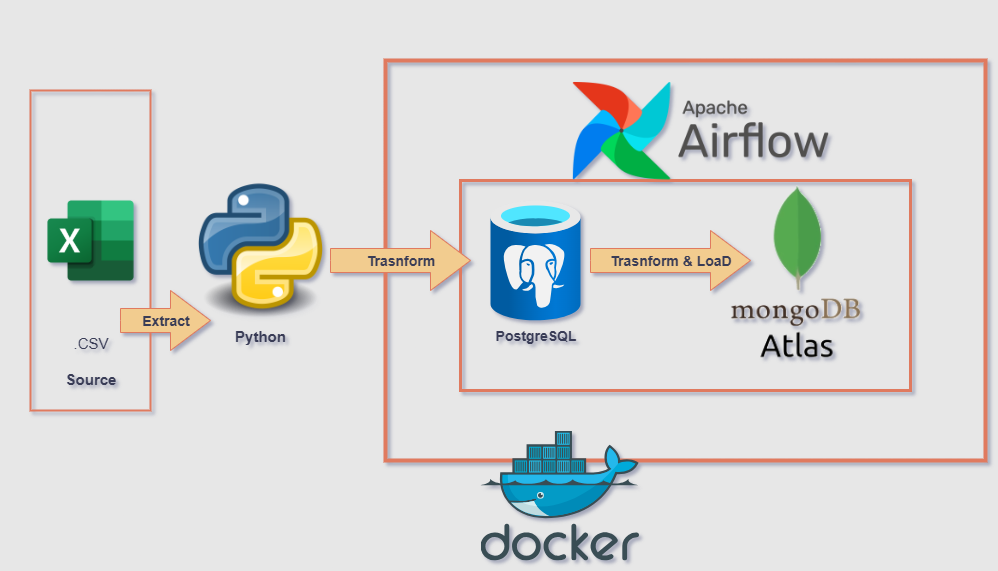 Apache
Airflow
X
Trasnform
Trasnform & LoaD
mongoDB
Atlas
Extract
Python
PostgreSQL
.CSV
Source
docker